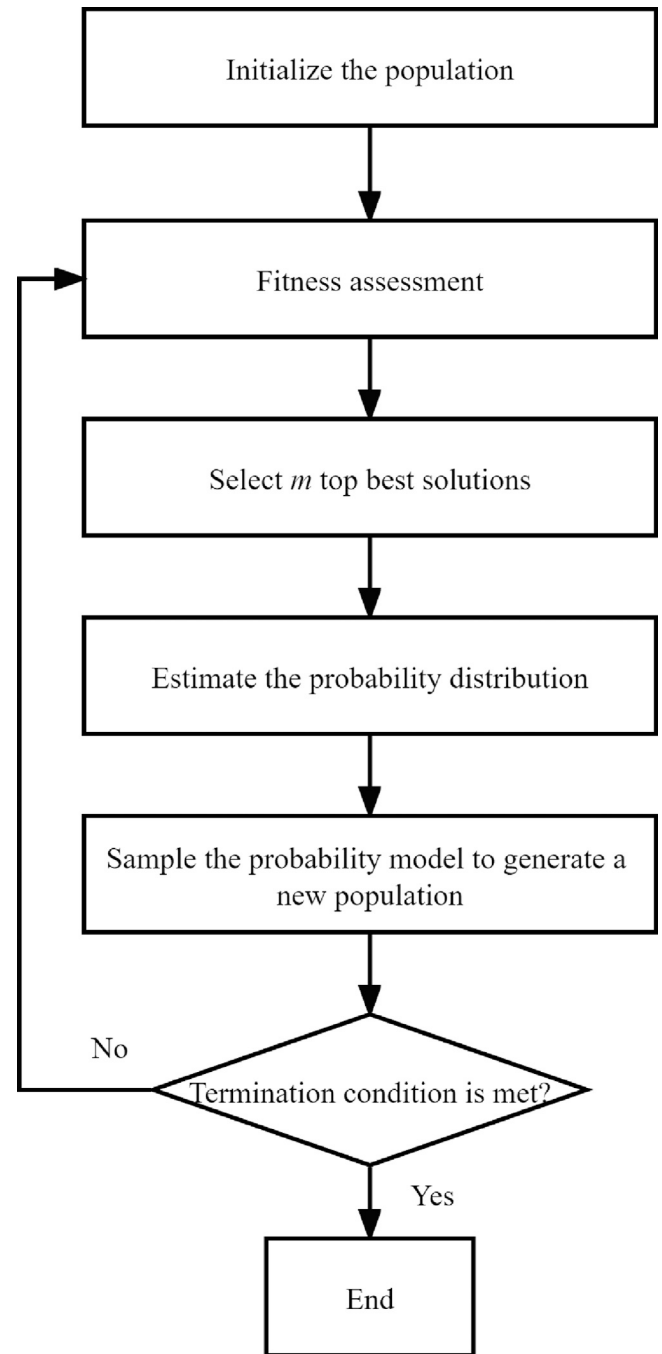 Initialize the population
Fitness assessment
Select m top best solutions
Estimate the probability distribution
Sample the probability model to generate a
new population
No
Termination condition is met?
Yes
End